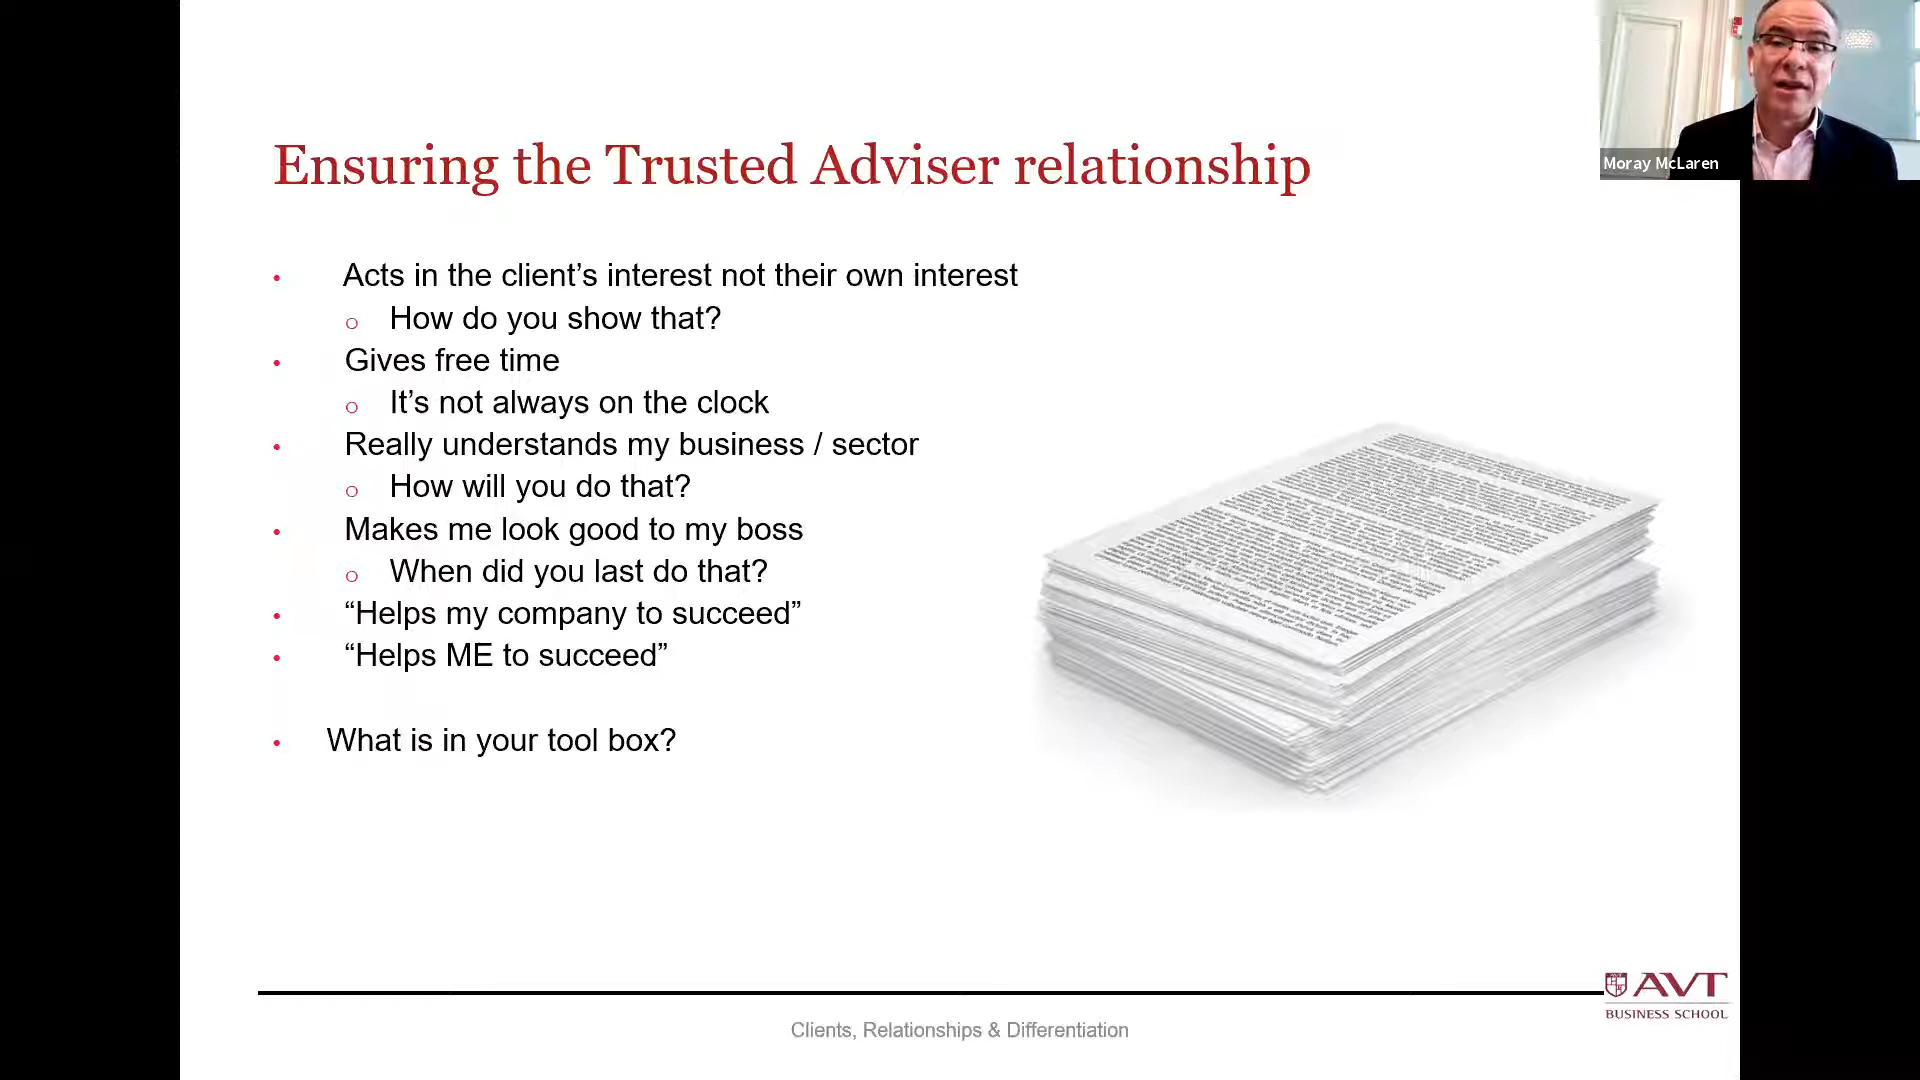 Moray McLaren
Ensuring the Trusted Adviser relationship
• Acts in the client’s interest not their own interest
o How do you show that?
• Gives free time
o It’s not always on the clock
• Really understands my business / sector
o How will you do that?
• Makes me look good to my boss
o When did you last do that?
• “Helps my company to succeed”
• “Helps ME to succeed”
• What is in your tool box?
AVT
BUSINESS SCHOOL
Clients, Relationships & Differentiation